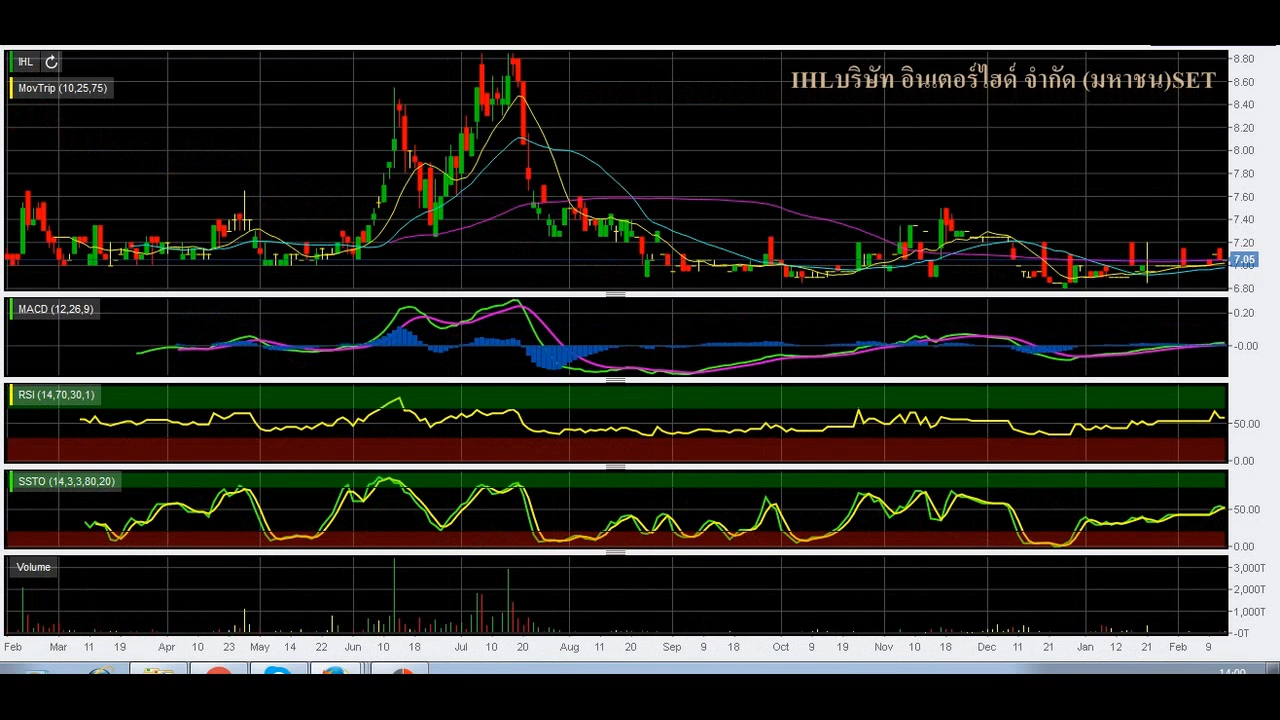 IHL
IHLบริษัท อินเตอร์ไฮด์ จำกัด (มหาชน)SET
MovTrip (10,25,75)
8.80
8.60
8.40
8.20
8.00
7.80
7.60
7.40
7.20
7.05
6.80
MACD (12,26,9)
0.20
-0.00
RSI (14,70,30,1)
50.00
0.00
SSTO (14,3,3,80,20)
50.00
0.00
Volume
3,000T
2,000T
1,000T
-0T
Feb Mar 11 19 Apr 10 23 May 14 22 Jun 10 18 Jul 10 20 Aug 11 20 Sep 9 18 Oct 9 19 Nov 10 18 Dec 11 21 Jan 12 21 Feb 9